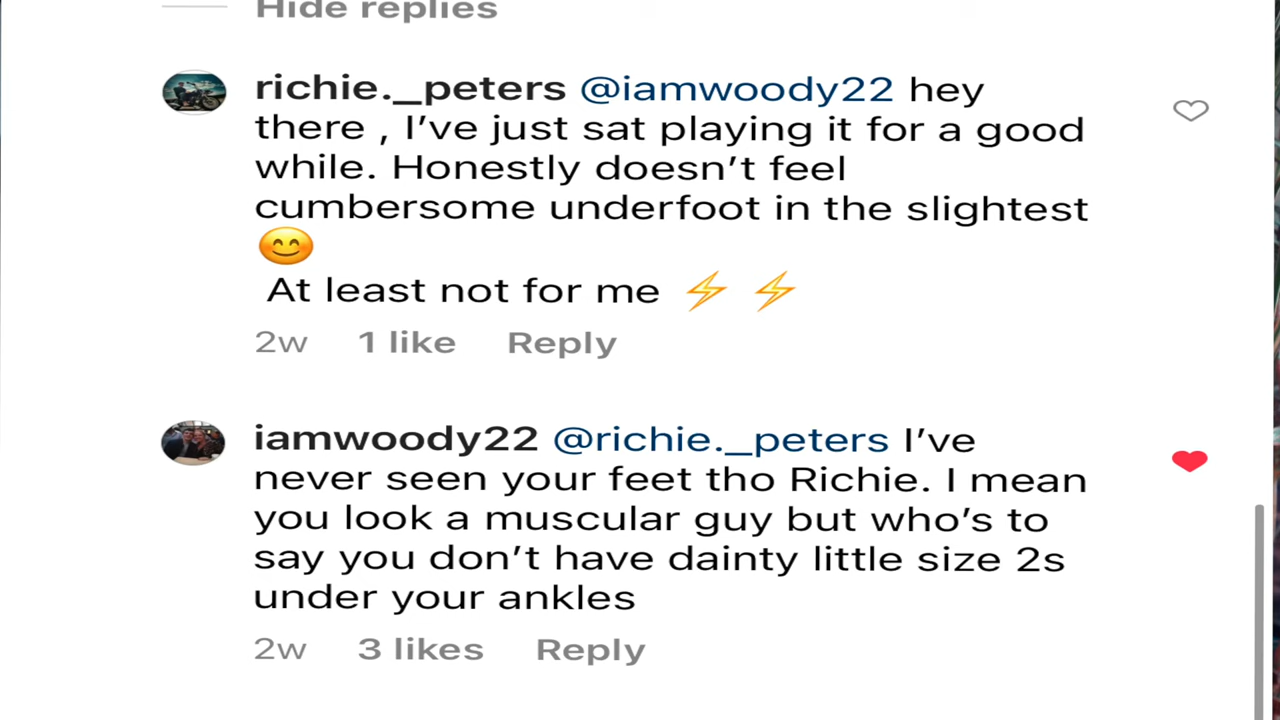 Hide replies
richie._peters @iamwoody22 hey
there , I’ve just sat playing it for a good
while. Honestly doesn’t feel
cumbersome underfoot in the slightest
😊
At least not for me ⚡ ⚡
2w 1 like Reply
iamwoody22 @richie._peters I’ve
never seen your feet tho Richie. I mean
you look a muscular guy but who’s to
say you don’t have dainty little size 2s
under your ankles
2w 3 likes Reply